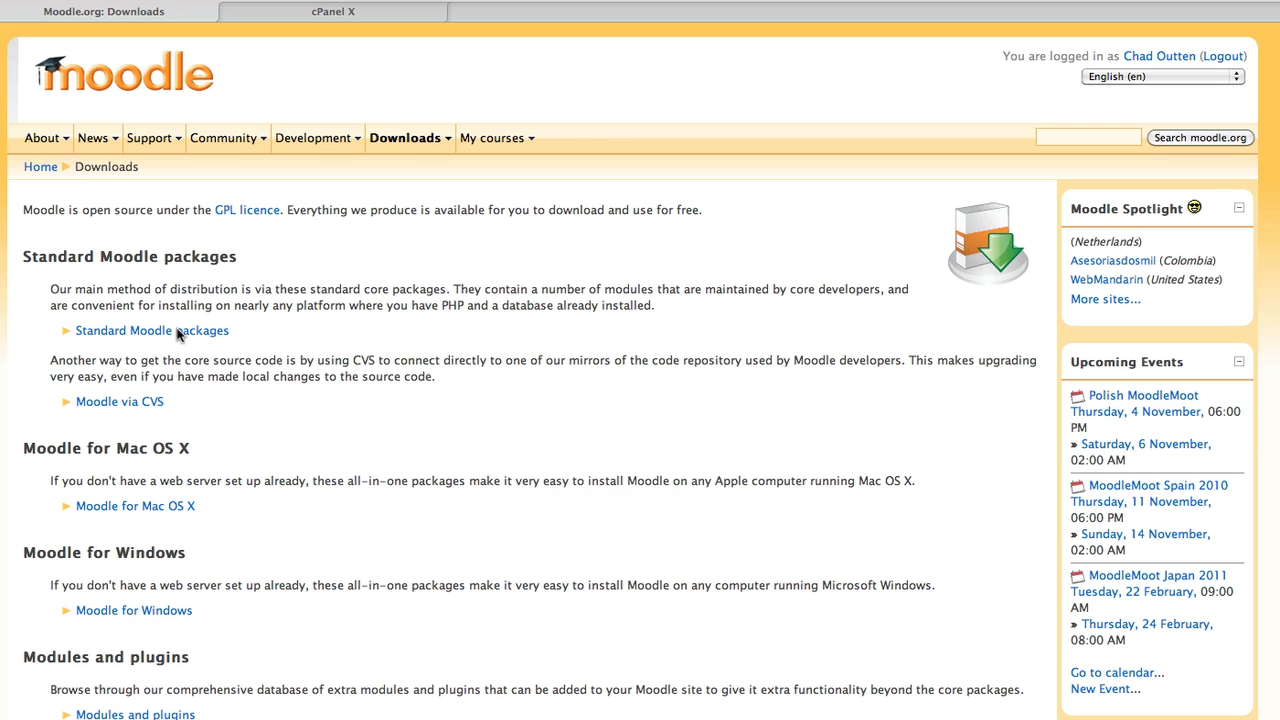 Moodle.org: Downloads
cPanel X
moodle
You are logged in as Chad Outten (Logout)
English (en)
About
News
Support
Community
Development
Downloads
My courses
Search moodle.org
Home
Downloads
Moodle is open source under the GPL licence. Everything we produce is available for you to download and use for free.
Standard Moodle packages
Our main method of distribution is via these standard core packages. They contain a number of modules that are maintained by core developers, and
are convenient for installing on nearly any platform where you have PHP and a database already installed.
Standard Moodle packages
Another way to get the core source code is by using CVS to connect directly to one of our mirrors of the code repository used by Moodle developers. This makes upgrading
very easy, even if you have made local changes to the source code.
Moodle via CVS
Moodle for Mac OS X
If you don't have a web server set up already, these all-in-one packages make it very easy to install Moodle on any Apple computer running Mac OS X.
Moodle for Mac OS X
Moodle for Windows
If you don't have a web server set up already, these all-in-one packages make it very easy to install Moodle on any computer running Microsoft Windows.
Moodle for Windows
Modules and plugins
Browse through our comprehensive database of extra modules and plugins that can be added to your Moodle site to give it extra functionality beyond the core packages.
Modules and plugins
Moodle Spotlight
(Netherlands)
Asesoriasdosmil (Colombia)
WebMandarin (United States)
More sites...
Upcoming Events
Polish MoodleMoot
Thursday, 4 November, 06:00
PM
» Saturday, 6 November,
02:00 AM
MoodleMoot Spain 2010
Thursday, 11 November,
06:00 PM
» Sunday, 14 November,
02:00 AM
MoodleMoot Japan 2011
Tuesday, 22 February, 09:00
AM
» Thursday, 24 February,
08:00 AM
Go to calendar...
New Event...